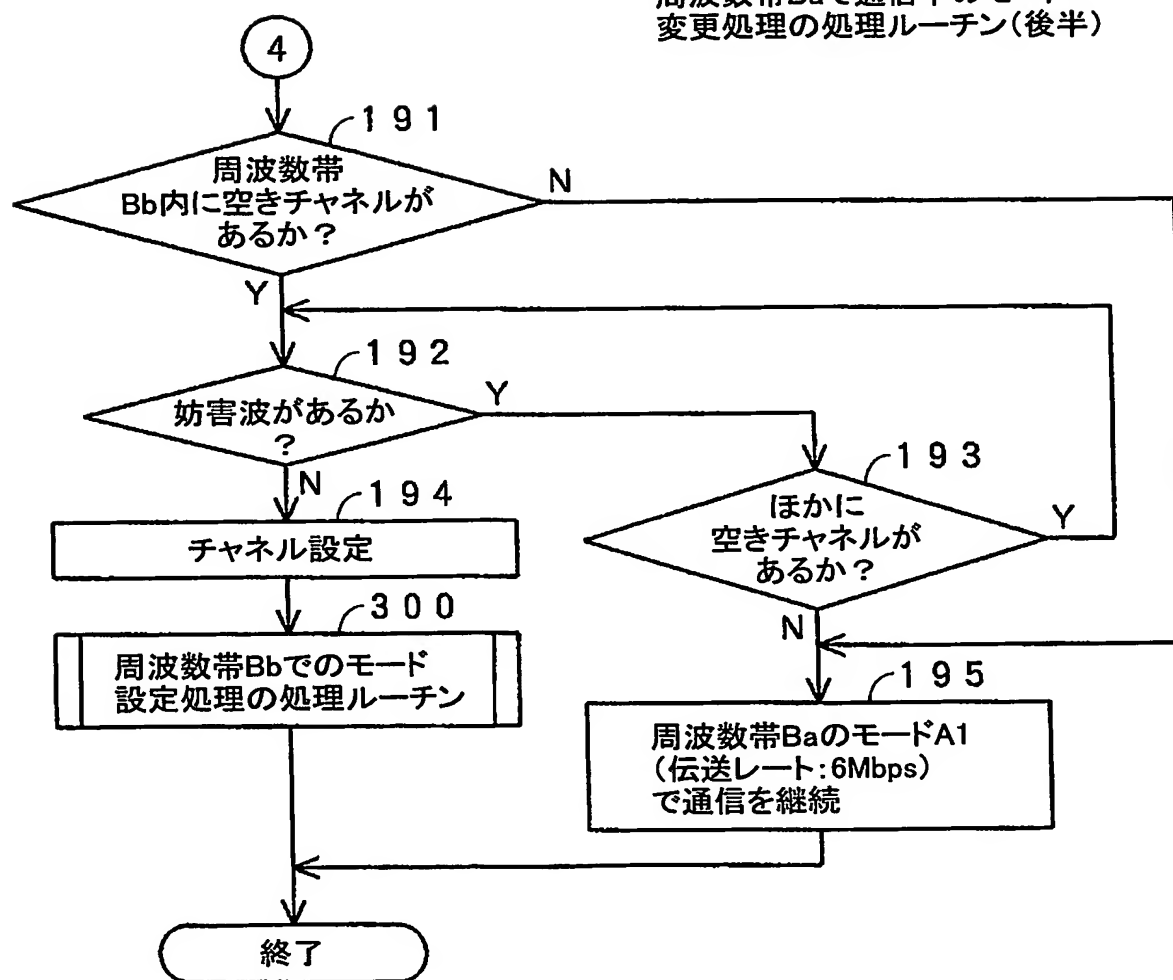 変更処理の処理ルーチン(後半)
4
191
周波数帯
Bb内に空きチャネルが
あるか?
N
Y
192
妨害波があるか
?
Y
N
193
ほかに
空きチャネルが
あるか?
Y
N
194
チャネル設定
300
周波数帯Bbでのモード
設定処理の処理ルーチン
195
周波数帯BaのモードA1
(伝送レート:6Mbps)
で通信を継続
終了